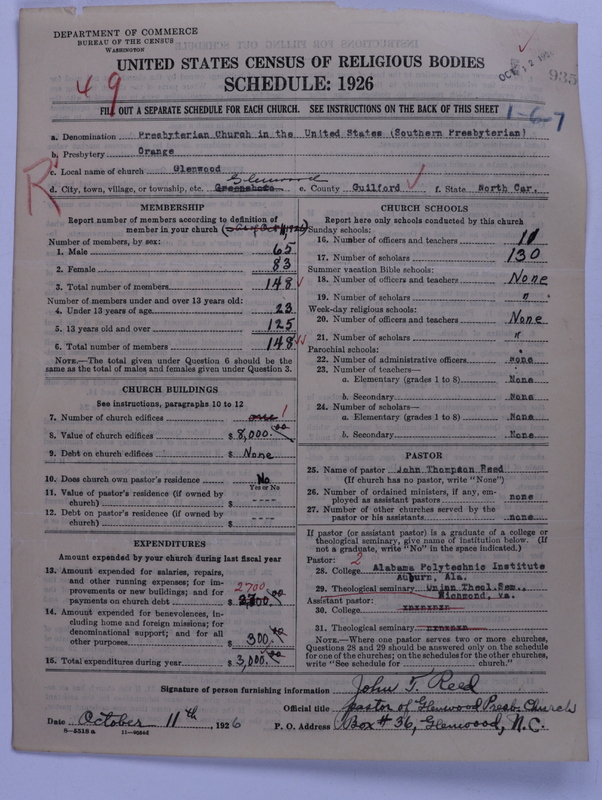 DEPARTMENT OF COMMERCE
BUREAU OF THE CENSUS
WASHINGTON
OCT 12 1926
935
UNITED STATES CENSUS OF RELIGIOUS BODIES
49
SCHEDULE: 1926
FILL OUT A SEPARATE SCHEDULE FOR EACH CHURCH. SEE INSTRUCTIONS ON THE BACK OF THIS SHEET
1-6-7
a. Denomination Presbyterian Church in the United States (Southern Presbyterian)
b. Presbytery Orange
R
c. Local name of church Glenwood
Glenwood
d. City, town, village, or township, etc. Greensboro e. County Guilford f. State North Car.
MEMBERSHIP
Report number of members according to definition of
member in your church
Number of members, by sex:
1. Male 65
2. Female 83
3. Total number of members 148
Number of members under and over 13 years old:
4. Under 13 years of age 23
5. 13 years old and over 125
6. Total number of members 148
NOTE.—The total given under Question 6 should be the
same as the total of males and females given under Question 3.
CHURCH BUILDINGS
See instructions, paragraphs 10 to 12
7. Number of church edifices one 1
8. Value of church edifices $ 8,000.00
9. Debt on church edifices $ None
10. Does church own pastor's residence No
Yes or No
11. Value of pastor's residence (if owned by
church) $ ----
12. Debt on pastor's residence (if owned by
church) $ ----
EXPENDITURES
Amount expended by your church during last fiscal year
13. Amount expended for salaries, repairs,
and other running expenses; for im-
provements or new buildings; and for 2700
payments on church debt $
14. Amount expended for benevolences, in-
cluding home and foreign missions; for
denominational support; and for all
other purposes $ 300.00
15. Total expenditures during year $ 3,000.00
CHURCH SCHOOLS
Report here only schools conducted by this church
Sunday schools:
16. Number of officers and teachers 11
17. Number of scholars 130
Summer vacation Bible schools:
18. Number of officers and teachers None
19. Number of scholars "
Week-day religious schools:
20. Number of officers and teachers None
21. Number of scholars "
Parochial schools:
22. Number of administrative officers None
23. Number of teachers—
a. Elementary (grades 1 to 8) None
b. Secondary None
24. Number of scholars—
a. Elementary (grades 1 to 8) None
b. Secondary None
PASTOR
25. Name of pastor John Thompson Reed
(If church has no pastor, write "None")
26. Number of ordained ministers, if any, em-
ployed as assistant pastors none
27. Number of other churches served by the
pastor or his assistants none
If pastor (or assistant pastor) is a graduate of a college or
theological seminary, give name of institution below. (If
not a graduate, write "No" in the space indicated.)
Pastor: 2
28. College Alabama Polytechnic Institute
Auburn, Ala.
29. Theological seminary Union Theol. Sem.,
Richmond, Va.
Assistant pastor:
30. College xxxxxxxx
31. Theological seminary xxxxxxxx
NOTE.—Where one pastor serves two or more churches,
Questions 28 and 29 should be answered only on the schedule
for one of the churches; on the schedules for the other churches,
write "See schedule for church."
Signature of person furnishing information John T. Reed
Official title pastor of Glenwood Presb. Church
Date October 11th, 1926
P. O. Address Box #36, Glenwood, N.C.
8-5518a